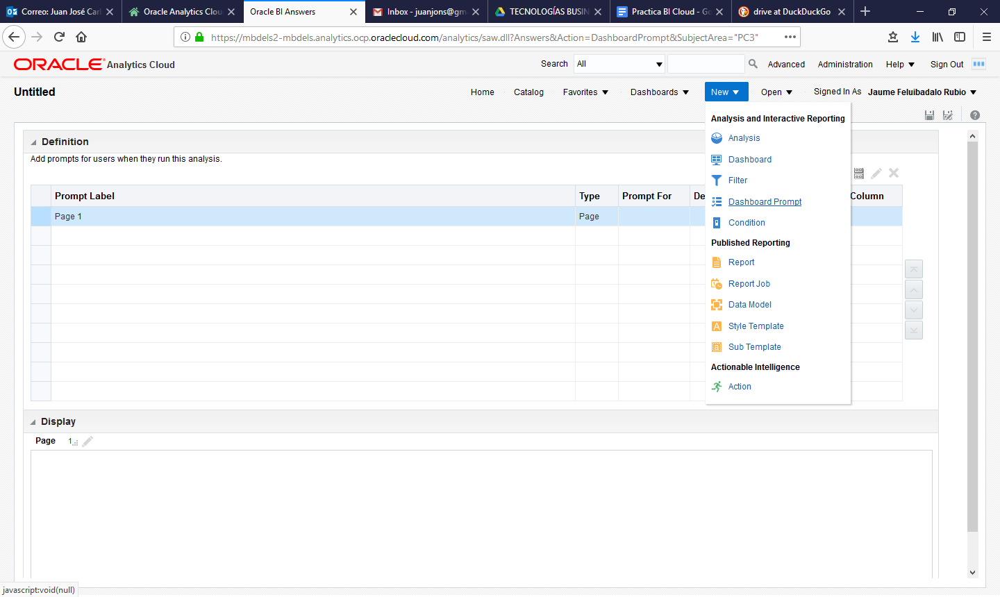 Correo: Juan José Carl
Oracle Analytics Clou
Oracle BI Answers
Inbox - juanjons@gm
TECNOLOGÍAS BUSIN
Practica BI Cloud - Go
drive at DuckDuckGo
https://mbdels2-mbdels.analytics.ocp.oraclecloud.com/analytics/saw.dll?Answers&Action=DashboardPrompt&SubjectArea="PC3"
ORACLE Analytics Cloud
Search All Advanced Administration Help Sign Out
Untitled
Home Catalog Favorites Dashboards New Open Signed In As Jaume Feluibadalo Rubio
Analysis and Interactive Reporting
Analysis
Dashboard
Filter
Dashboard Prompt
Condition
Published Reporting
Report
Report Job
Data Model
Style Template
Sub Template
Actionable Intelligence
Action
Definition
Add prompts for users when they run this analysis.
Prompt Label Type Prompt For De Column
Page 1 Page
Display
Page 1
javascript:void(null)